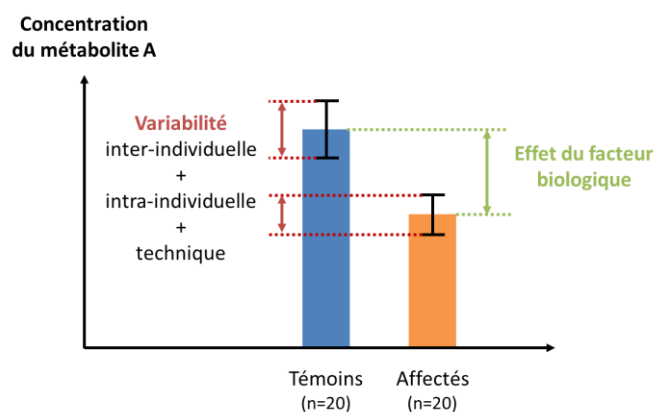 Concentration
du métabolite A
Variabilité
inter-individuelle
+
intra-individuelle
+
technique
Effet du facteur
biologique
Témoins
(n=20)
Affectés
(n=20)